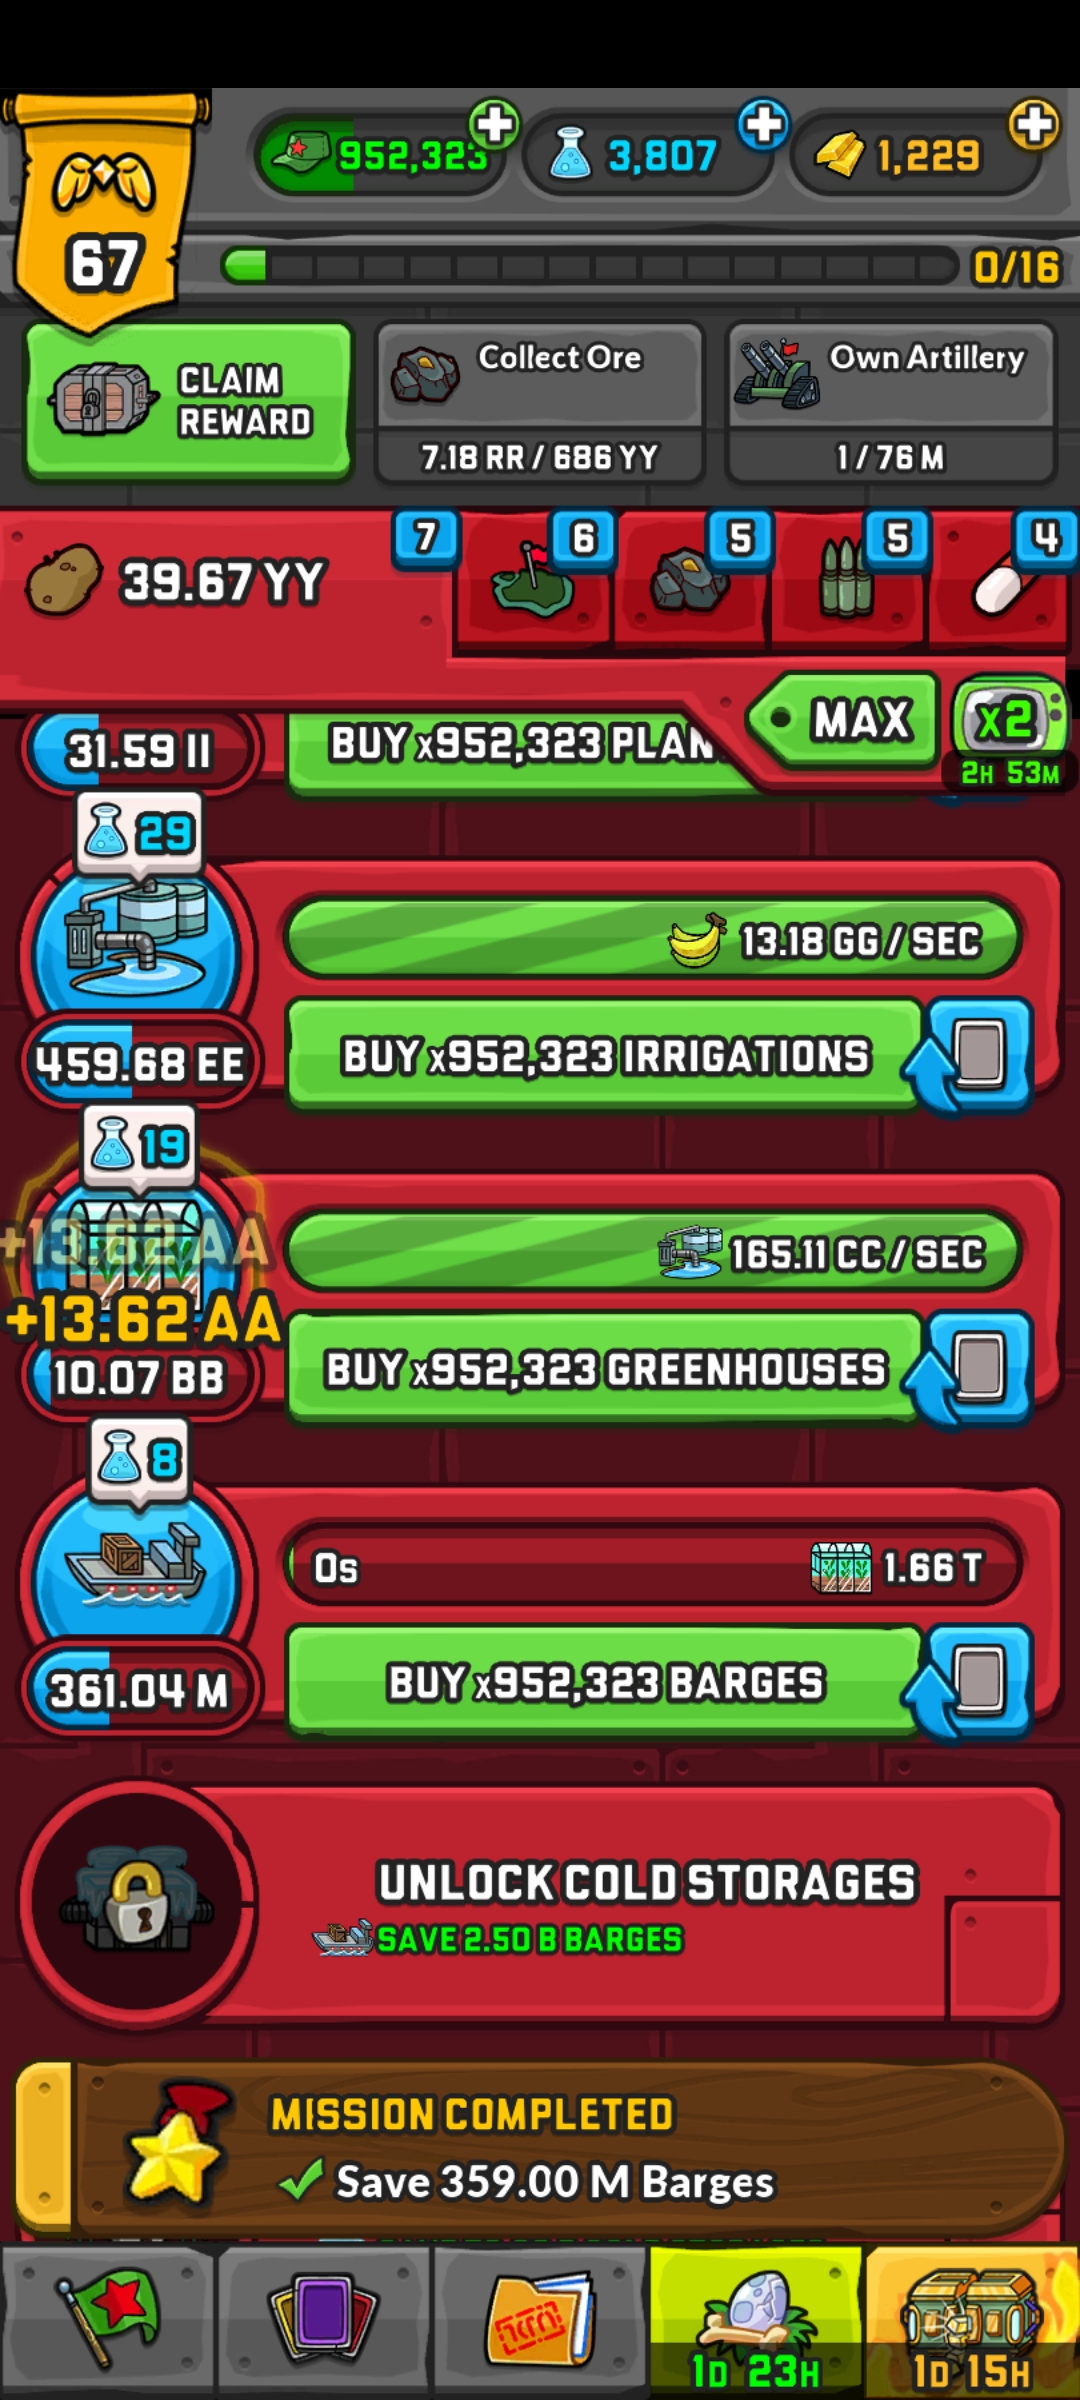 952,323
3,807
1,229
67
0/16
CLAIM
REWARD
Collect Ore
7.18 RR / 686 YY
Own Artillery
1 / 76 M
39.67 YY
7
6
5
5
4
MAX
x2
2H 53M
31.59 II
BUY x952,323 PLAN
29
13.18 GG / SEC
459.68 EE
BUY x952,323 IRRIGATIONS
19
+13.62 AA
165.11 CC / SEC
+13.62 AA
10.07 BB
BUY x952,323 GREENHOUSES
8
0s
1.66 T
361.04 M
BUY x952,323 BARGES
UNLOCK COLD STORAGES
SAVE 2.50 B BARGES
MISSION COMPLETED
Save 359.00 M Barges
1D 23H
1D 15H